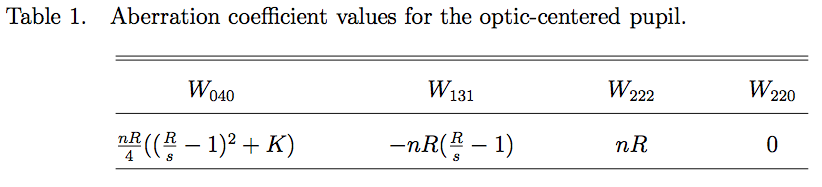 Table 1. Aberration coefficient values for the optic-centered pupil.
W₀₄₀ W₁₃₁ W₂₂₂ W₂₂₀
nR/4((R/s − 1)² + K) −nR(R/s − 1) nR 0